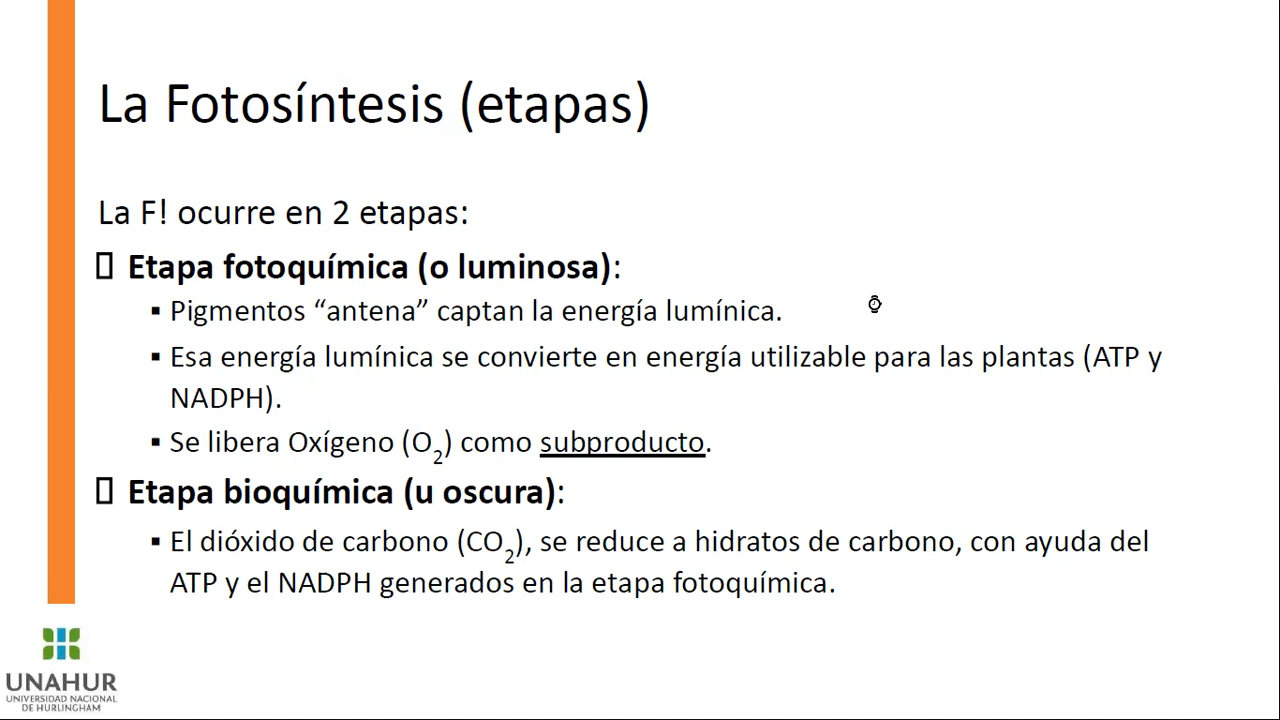 La Fotosíntesis (etapas)
La F! ocurre en 2 etapas:
Etapa fotoquímica (o luminosa):
▪ Pigmentos “antena” captan la energía lumínica.
▪ Esa energía lumínica se convierte en energía utilizable para las plantas (ATP y
NADPH).
▪ Se libera Oxígeno (O₂) como subproducto.
Etapa bioquímica (u oscura):
▪ El dióxido de carbono (CO₂), se reduce a hidratos de carbono, con ayuda del
ATP y el NADPH generados en la etapa fotoquímica.
UNAHUR
UNIVERSIDAD NACIONAL
DE HURLINGHAM